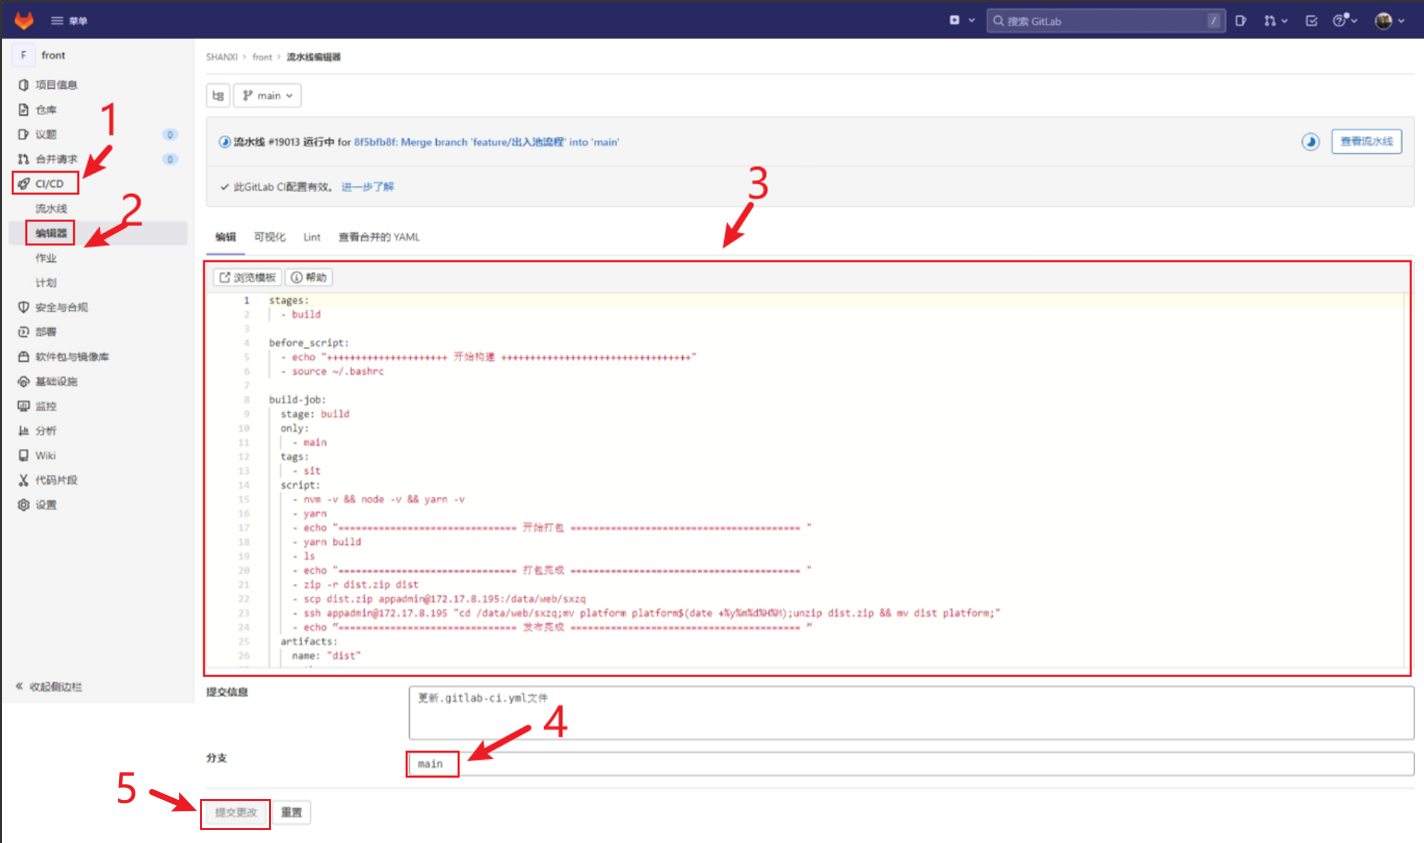 菜单
搜索 GitLab
/
F front
项目信息
仓库
议题 0
合并请求 0
CI/CD
流水线
编辑器
作业
计划
安全与合规
部署
软件包与镜像库
基础设施
监控
分析
Wiki
代码片段
设置
« 收起侧边栏
1
2
SHANXI > front > 流水线编辑器
main
流水线 #19013 运行中 for 8f5bfb8f: Merge branch 'feature/出入池流程' into 'main'
查看流水线
此GitLab CI配置有效。 进一步了解
3
编辑 可视化 Lint 查看合并的 YAML
浏览模板 帮助
1 stages:
2 - build
3
4 before_script:
5 - echo "+++++++++++++++++++++ 开始构建 +++++++++++++++++++++++++++++++++"
6 - source ~/.bashrc
7
8 build-job:
9 stage: build
10 only:
11 - main
12 tags:
13 - sit
14 script:
15 - nvm -v && node -v && yarn -v
16 - yarn
17 - echo "=============================== 开始打包 ======================================== "
18 - yarn build
19 - ls
20 - echo "=============================== 打包完成 ======================================== "
21 - zip -r dist.zip dist
22 - scp dist.zip appadmin@172.17.8.195:/data/web/sxzq
23 - ssh appadmin@172.17.8.195 "cd /data/web/sxzq;mv platform platform$(date +%y%m%d%H%M);unzip dist.zip && mv dist platform;"
24 - echo "=============================== 发布完成 ======================================== "
25 artifacts:
26 name: "dist"
提交信息
更新.gitlab-ci.yml文件
4
分支
main
5
提交更改 重置